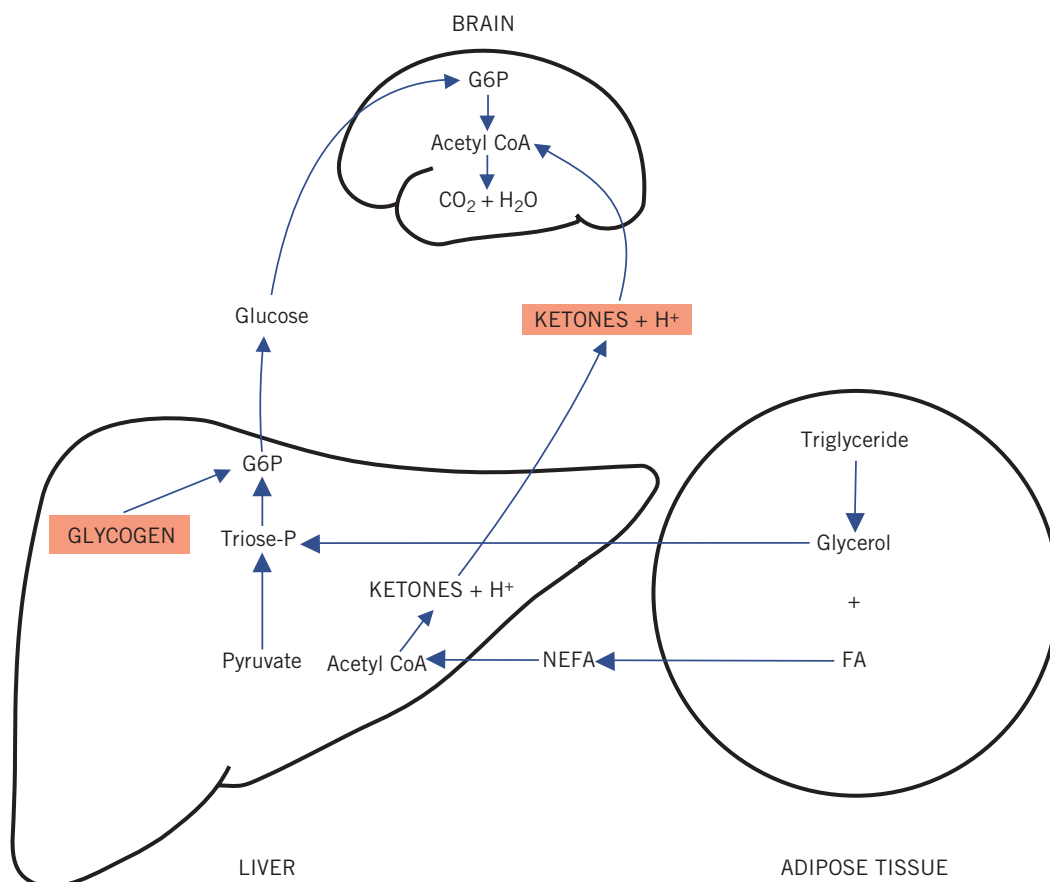 BRAIN
G6P
Acetyl CoA
CO₂ + H₂O
Glucose
KETONES + H⁺
Triglyceride
G6P
GLYCOGEN
Triose-P
Glycerol
KETONES + H⁺
+
Pyruvate
Acetyl CoA
NEFA
FA
LIVER
ADIPOSE TISSUE